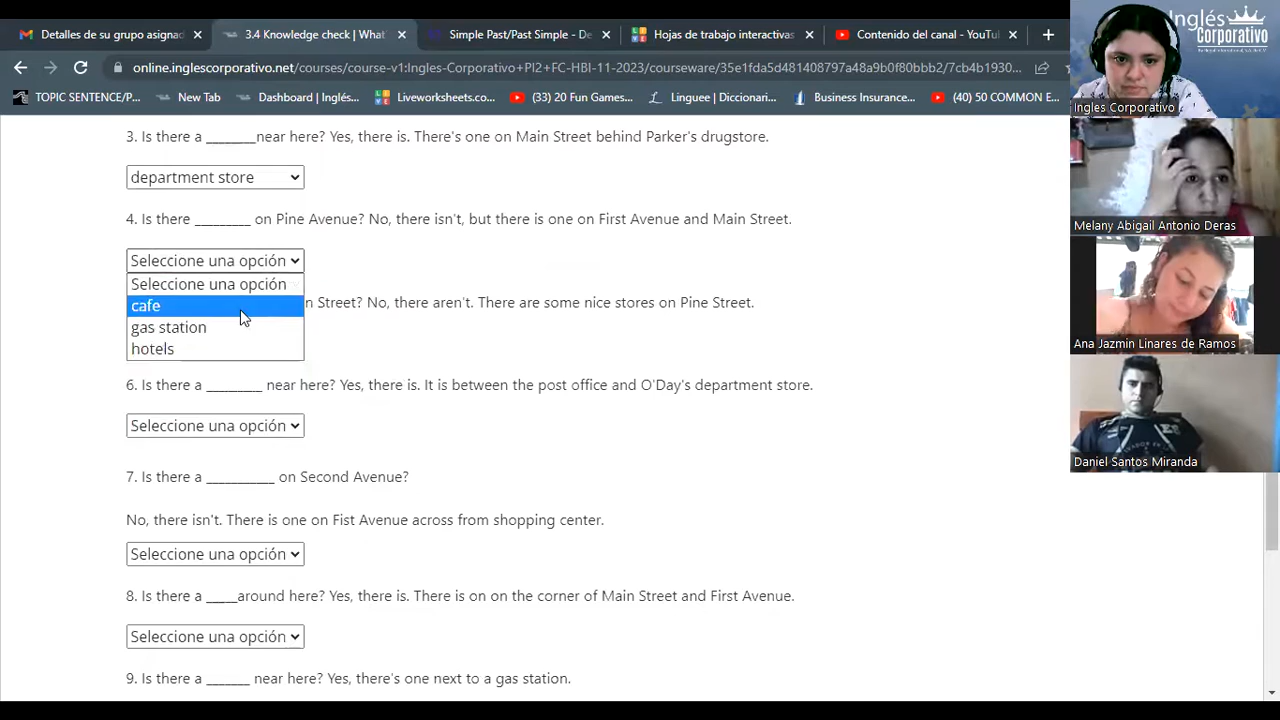 Detalles de su grupo asignad
3.4 Knowledge check | What'
Simple Past/Past Simple - De
Hojas de trabajo interactivas
Contenido del canal - YouTu
online.inglescorporativo.net/courses/course-v1:Inglescorporativo+PI2-PC-HBI-11-2023/courseware/35e1fda5d4814f8797a48a9b0f80bbb2/7cb4b1930...
TOPIC SENTENCE/P...
New Tab
Dashboard | Inglés...
Liveworksheets.co...
(33) 20 Fun Games...
Linguee | Diccionari...
Business Insuranc...
(40) 50 COMMON E...
3. Is there a ________near here? Yes, there is. There's one on Main Street behind Parker's drugstore.
department store
4. Is there _________ on Pine Avenue? No, there isn't, but there is one on First Avenue and Main Street.
Seleccione una opción
Seleccione una opción
cafe
n Street? No, there aren't. There are some nice stores on Pine Street.
gas station
hotels
6. Is there a _________ near here? Yes, there is. It is between the post office and O'Day's department store.
Seleccione una opción
7. Is there a ___________ on Second Avenue?
No, there isn't. There is one on Fist Avenue across from shopping center.
Seleccione una opción
8. Is there a _____around here? Yes, there is. There is on on the corner of Main Street and First Avenue.
Seleccione una opción
9. Is there a _______ near here? Yes, there's one next to a gas station.
Inglés
Corporativo
Ingles Corporativo
Melany Abigail Antonio Deras
Ana Jazmin Linares de Ramos
Daniel Santos Miranda